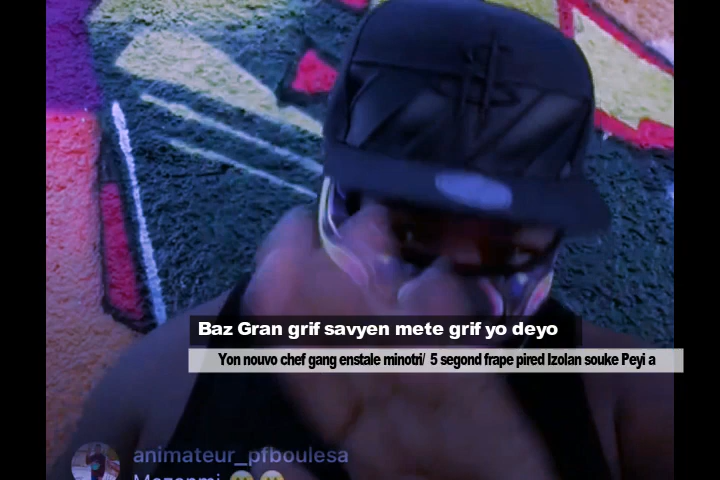 Baz Gran grif savyen mete grif yo deyo
Yon nouvo chef gang enstale minotri/ 5 segond frape pired Izolan souke Peyi a
animateur_pfboulesa
Mezanmi